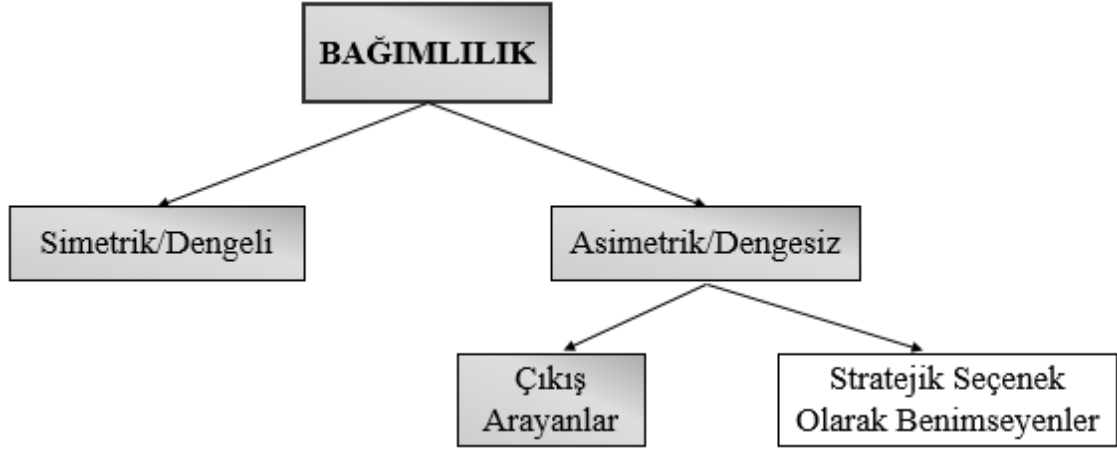 BAĞIMLILIK
Simetrik/Dengeli
Asimetrik/Dengesiz
Çıkış
Arayanlar
Stratejik Seçenek
Olarak Benimseyenler